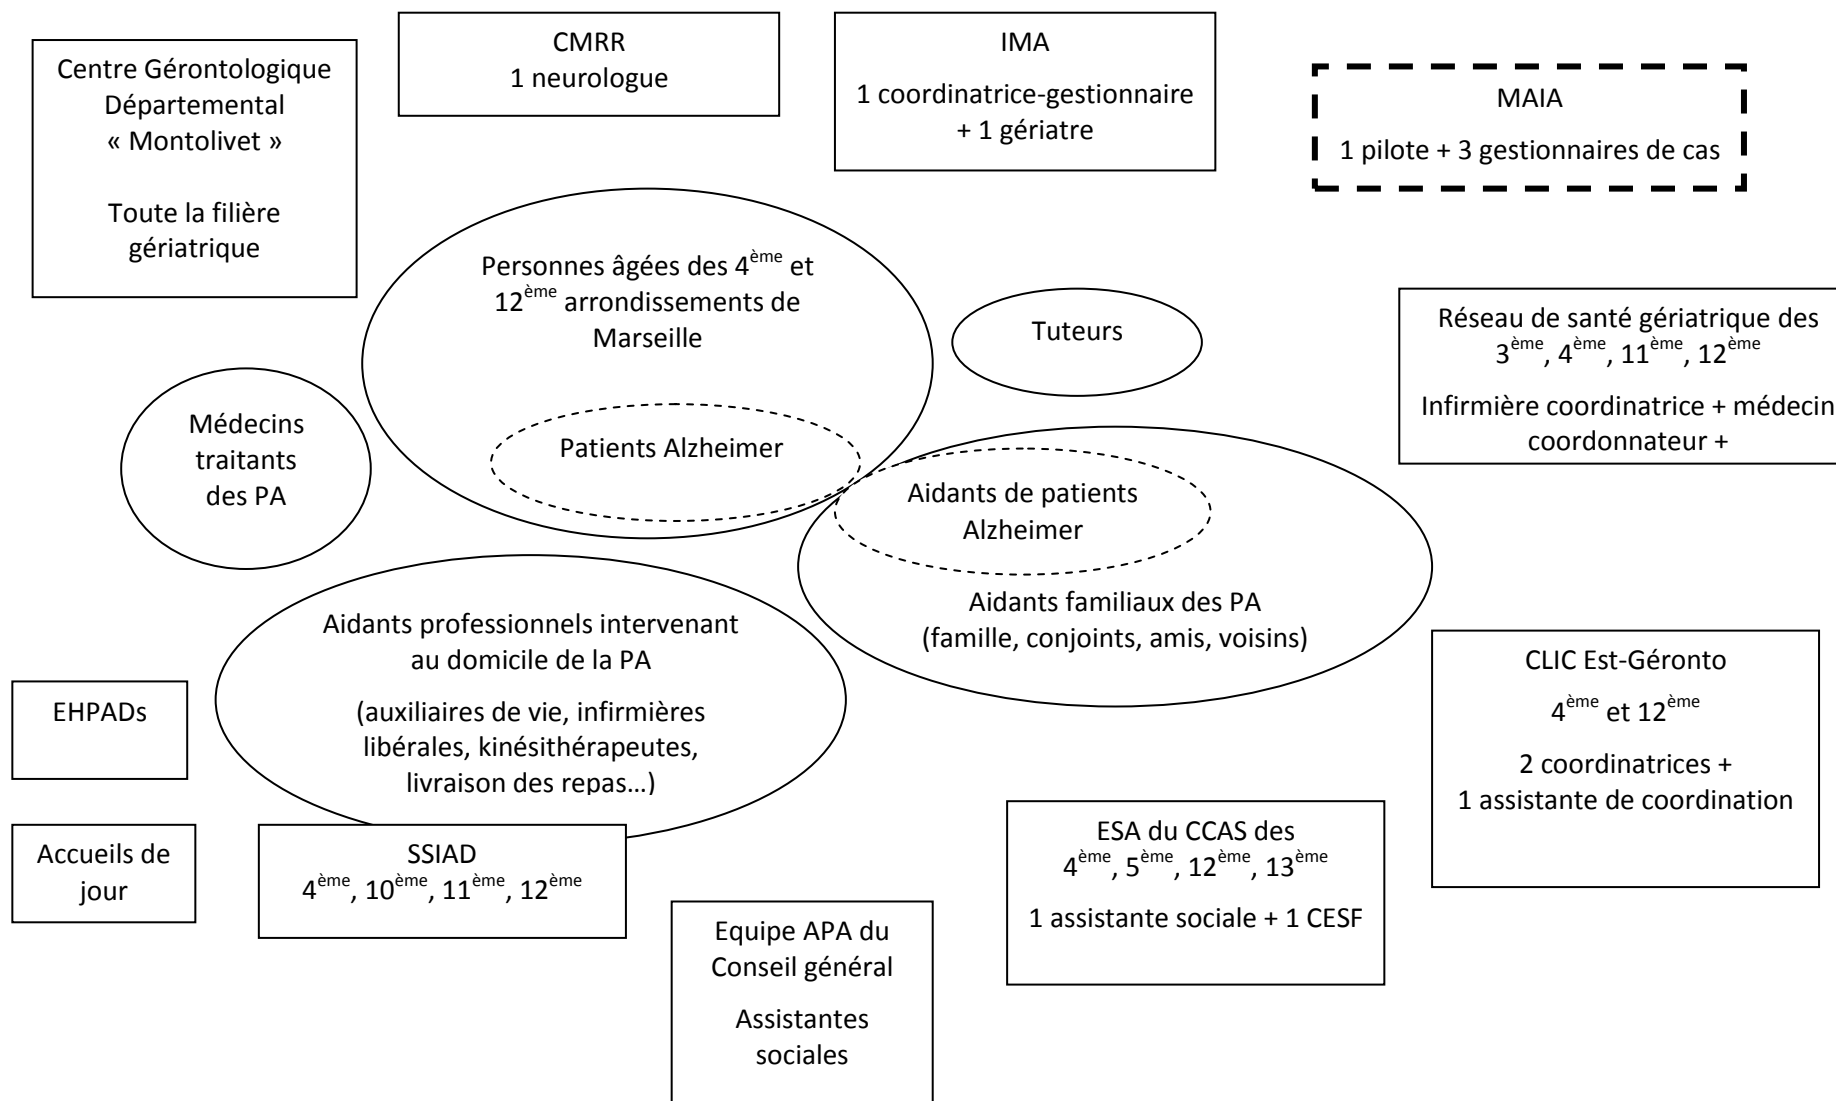 Centre Gérontologique
Départemental
« Montolivet »
Toute la filière
gériatrique
CMRR
1 neurologue
IMA
1 coordinatrice-gestionnaire
+ 1 gériatre
MAIA
1 pilote + 3 gestionnaires de cas
Personnes âgées des 4ème et
12ème arrondissements de
Marseille
Patients Alzheimer
Tuteurs
Réseau de santé gériatrique des
3ème, 4ème, 11ème, 12ème
Infirmière coordinatrice + médecin
coordonnateur +
Médecins
traitants
des PA
Aidants de patients
Alzheimer
Aidants familiaux des PA
(famille, conjoints, amis, voisins)
Aidants professionnels intervenant
au domicile de la PA
(auxiliaires de vie, infirmières
libérales, kinésithérapeutes,
livraison des repas…)
CLIC Est-Géronto
4ème et 12ème
2 coordinatrices +
1 assistante de coordination
EHPADs
Accueils de
jour
SSIAD
4ème, 10ème, 11ème, 12ème
ESA du CCAS des
4ème, 5ème, 12ème, 13ème
1 assistante sociale + 1 CESF
Equipe APA du
Conseil général
Assistantes
sociales